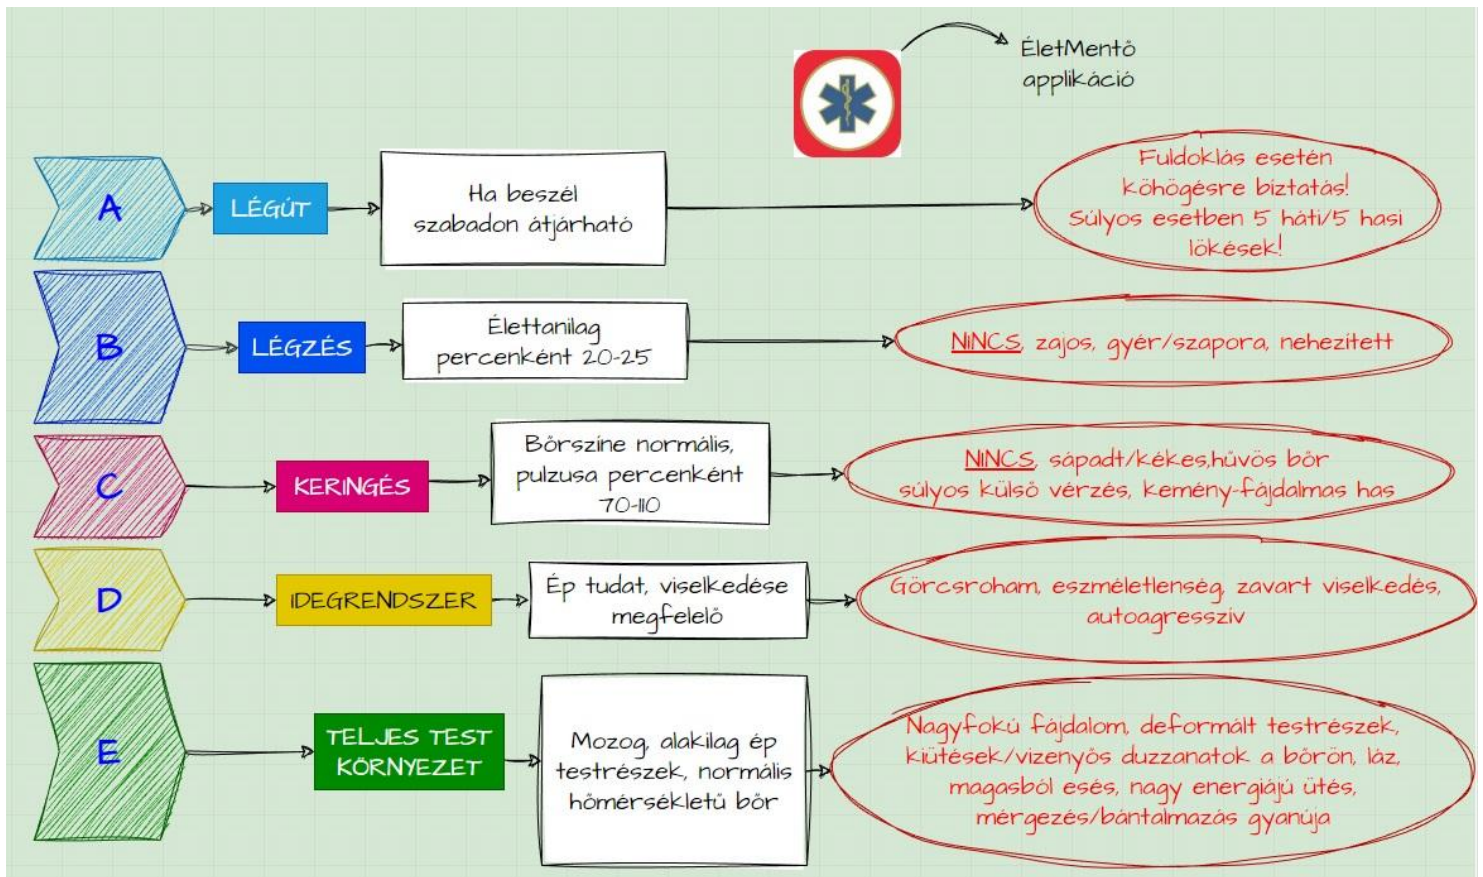 ÉletMentő
applikáció
A
LÉGÚT
Ha beszél
szabadon átjárható
Fuldoklás esetén
köhögésre biztatás!
Súlyos esetben 5 háti/5 hasi
lökések!
B
LÉGZÉS
Élettanilag
percenként 20-25
NINCS, zajos, gyér/szapora, nehezített
C
KERINGÉS
Bőrszíne normális,
pulzusa percenként
70-110
NINCS, sápadt/kékes,hűvös bőr
súlyos külső vérzés, kemény-fájdalmas has
D
IDEGRENDSZER
Ép tudat, viselkedése
megfelelő
Görcsroham, eszméletlenség, zavart viselkedés,
autoagresszív
E
TELJES TEST
KÖRNYEZET
Mozog, alakilag ép
testrészek, normális
hőmérsékletű bőr
Nagyfokú fájdalom, deformált testrészek,
kiütések/vizenyős duzzanatok a bőrön, láz,
magasból esés, nagy energiájú ütés,
mérgezés/bántalmazás gyanúja